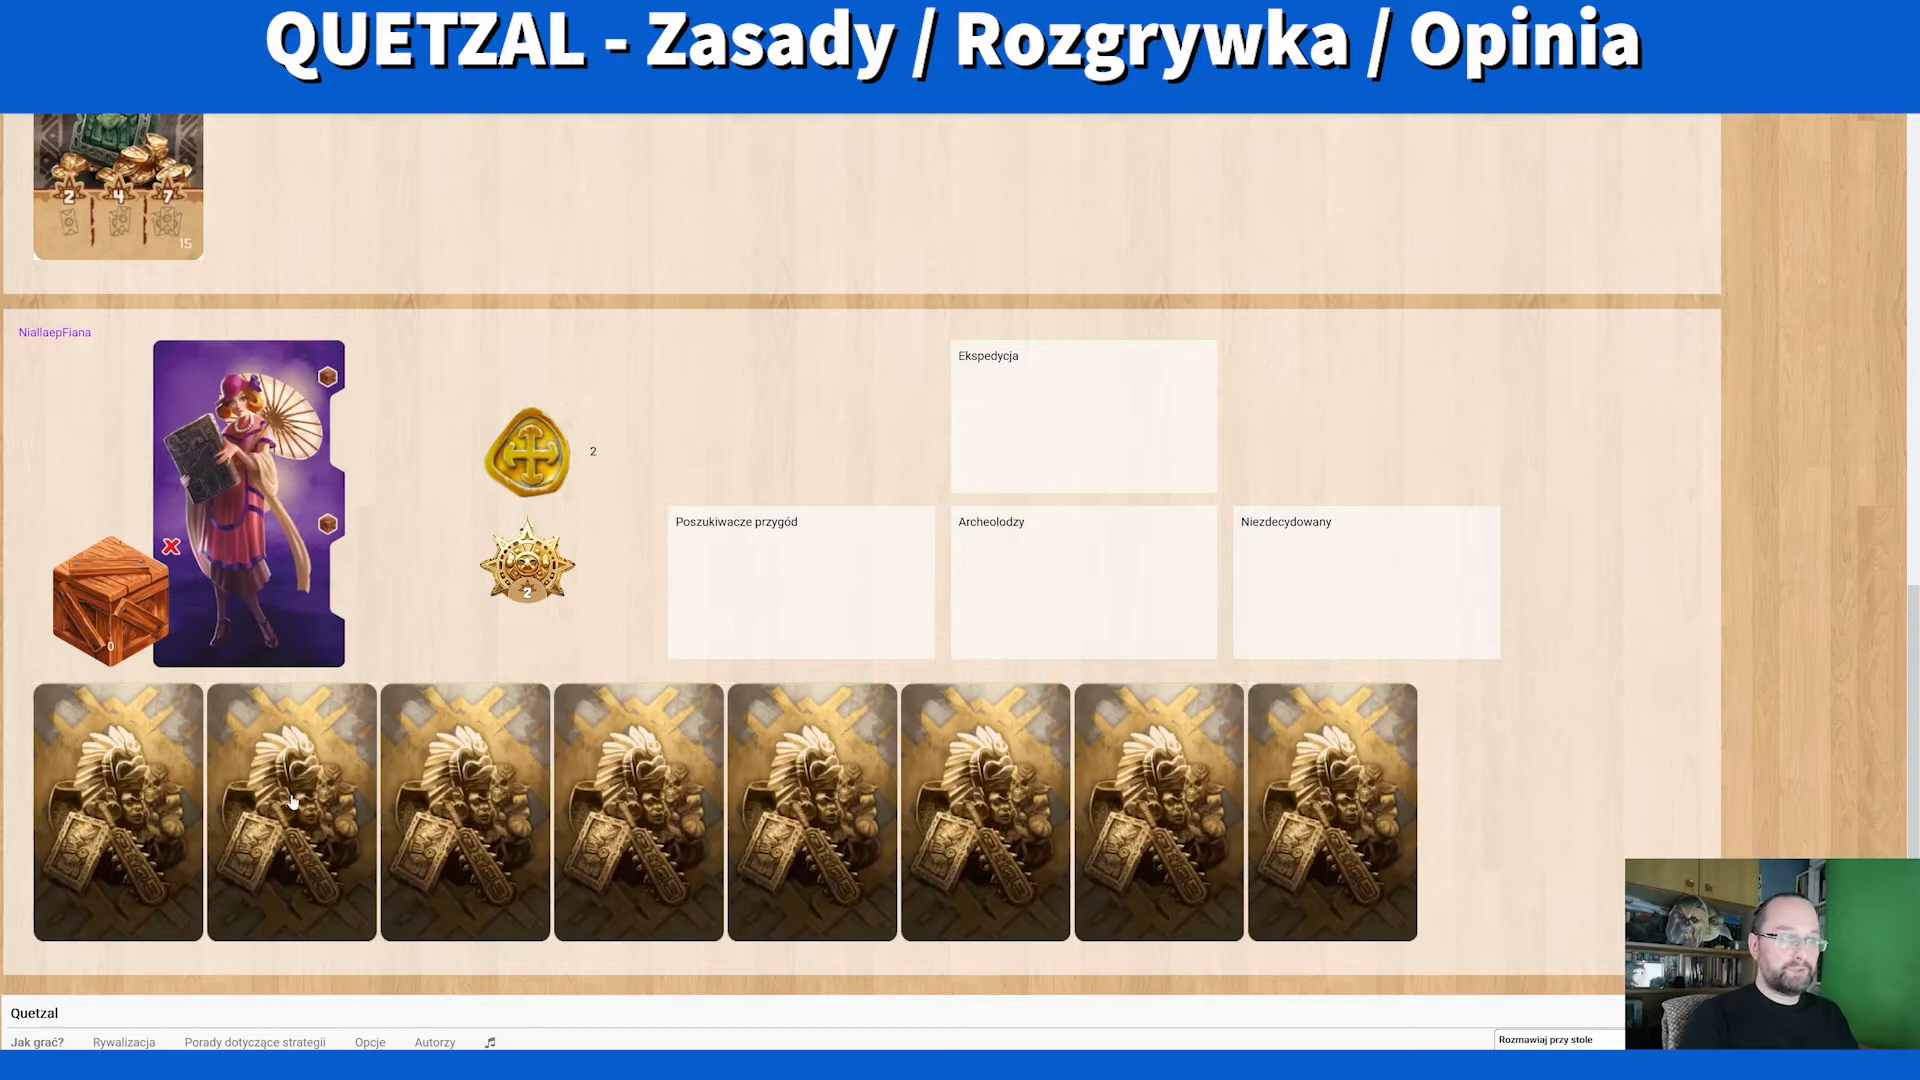 QUETZAL - Zasady / Rozgrywka / Opinia
2 4 7
15
NiallaepFiana
Ekspedycja
2
Poszukiwacze przygód
Archeolodzy
Niezdecydowany
2
0
Quetzal
Jak grać? Rywalizacja Porady dotyczące strategii Opcje Autorzy
Rozmawiaj przy stole